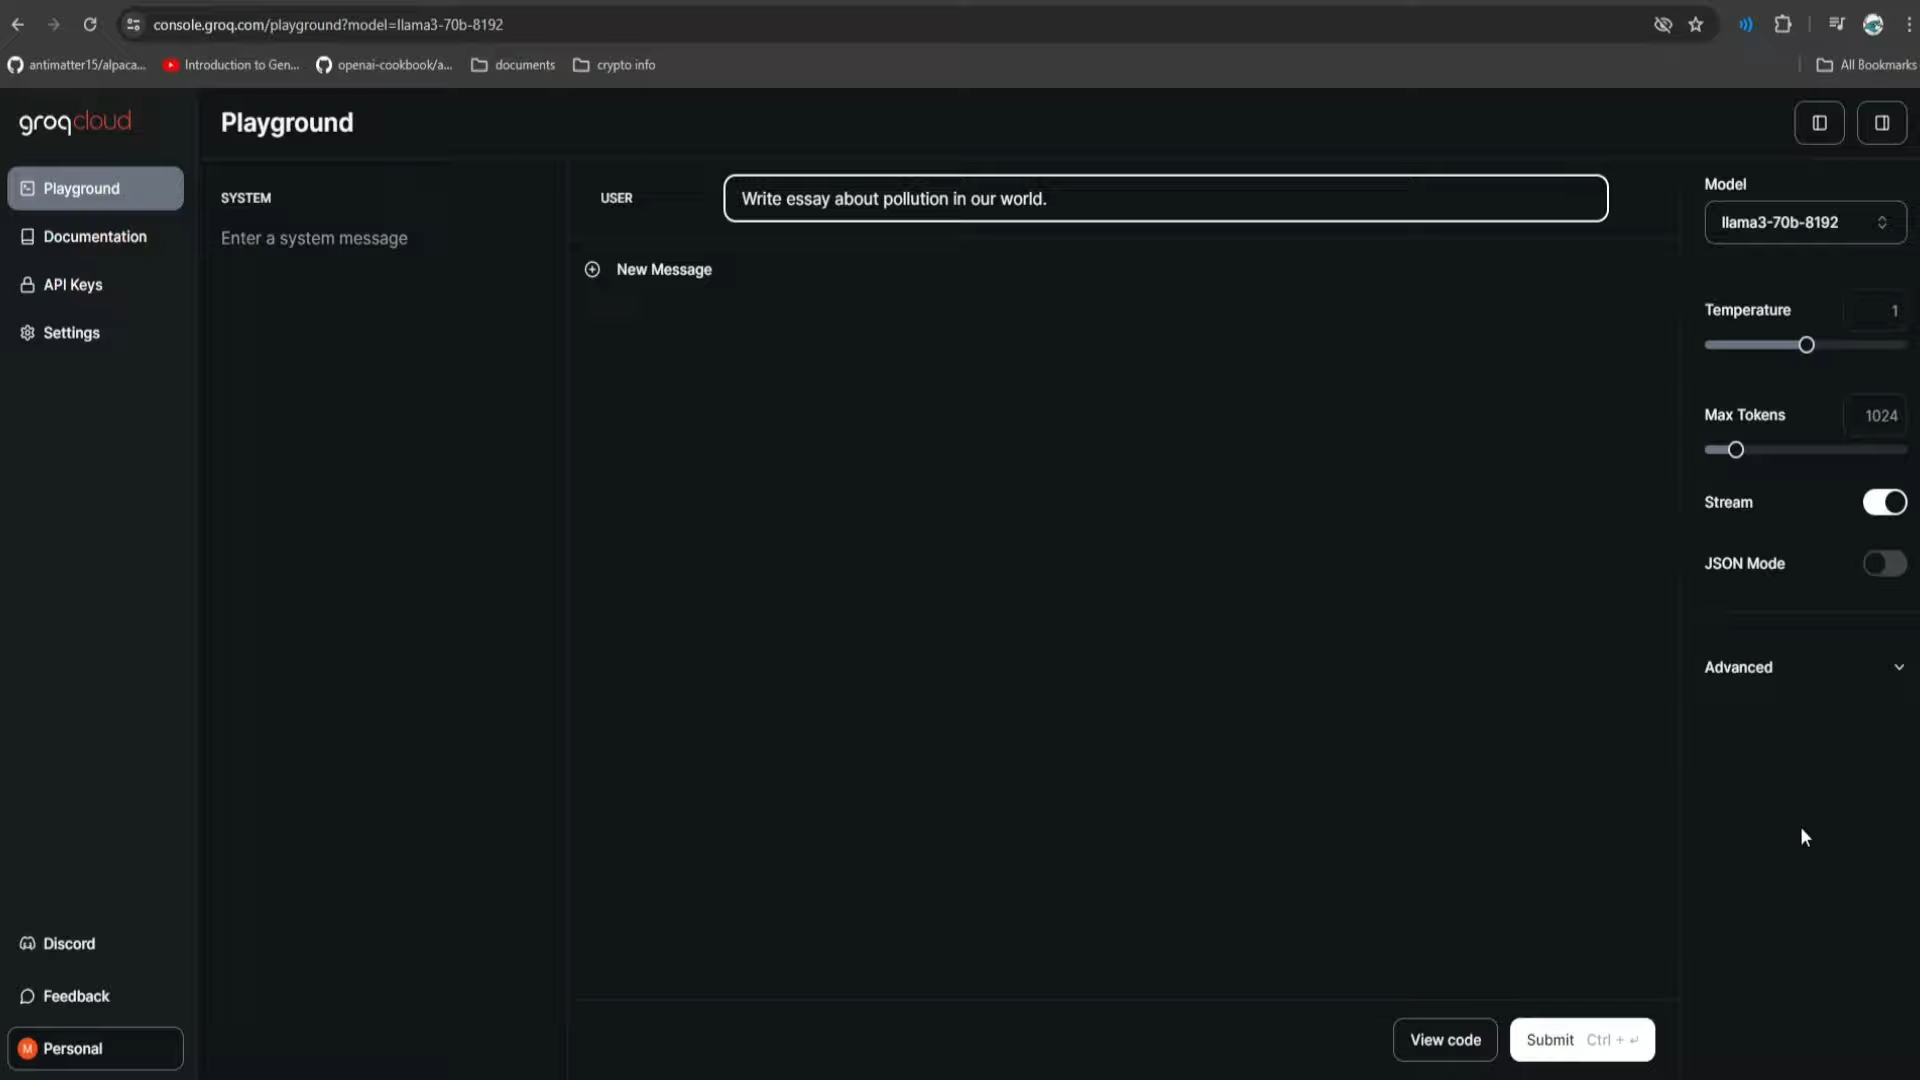 console.groq.com/playground?model=llama3-70b-8192
antimatter15/alpaca...
Introduction to Gen...
openai-cookbook/a...
documents
crypto info
All Bookmarks
groqcloud
Playground
Documentation
API Keys
Settings
Discord
Feedback
M Personal
Playground
SYSTEM
Enter a system message
USER
Write essay about pollution in our world.
New Message
View code
Submit Ctrl + ↵
Model
llama3-70b-8192
Temperature 1
Max Tokens 1024
Stream
JSON Mode
Advanced